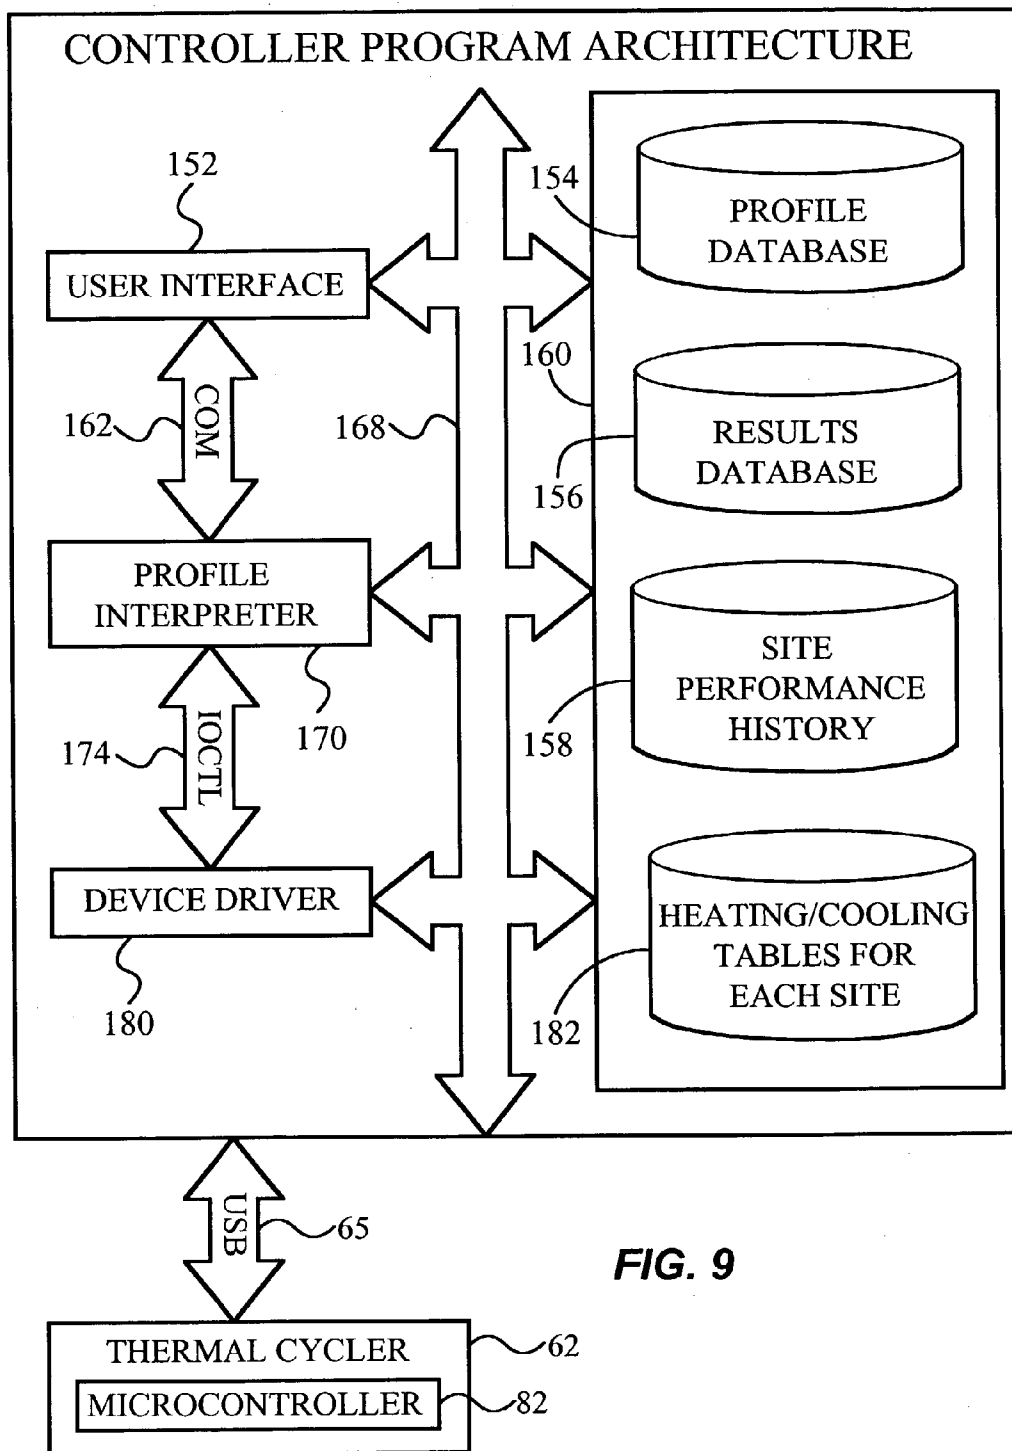 CONTROLLER PROGRAM ARCHITECTURE
152
USER INTERFACE
154
PROFILE
DATABASE
160
162
COM
168
156
RESULTS
DATABASE
PROFILE
INTERPRETER
170
174
IOCTL
158
SITE
PERFORMANCE
HISTORY
DEVICE DRIVER
180
182
HEATING/COOLING
TABLES FOR
EACH SITE
USB
65
FIG. 9
THERMAL CYCLER
62
MICROCONTROLLER
82